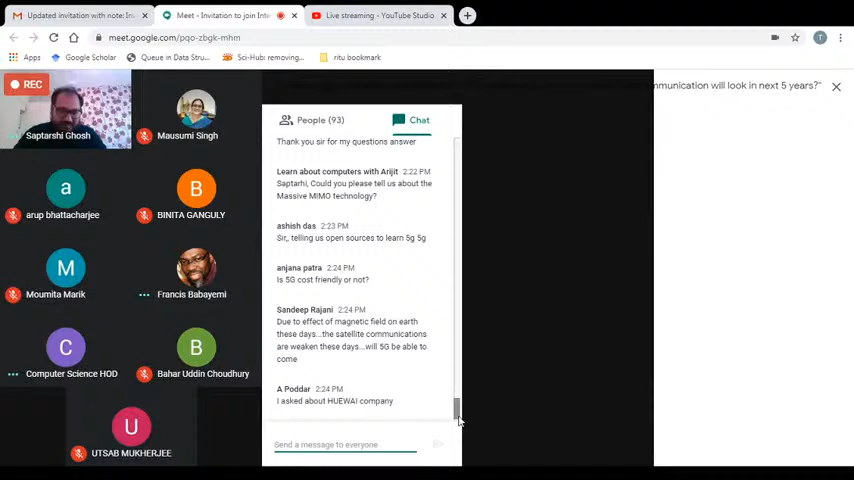 Updated invitation with note: In
Meet - Invitation to join Int
Live streaming - YouTube Studio
meet.google.com/pqo-zbgk-mhm
T
Apps
Google Scholar
Queue in Data Stru...
Sci-Hub: removing...
ritu bookmark
REC
mmunication will look in next 5 years?"
People (93)
Chat
Saptarshi Ghosh
Mausumi Singh
a
arup bhattacharjee
B
BINITA GANGULY
M
Moumita Marik
Francis Babayemi
C
Computer Science HOD
B
Bahar Uddin Choudhury
U
UTSAB MUKHERJEE
Thank you sir for my questions answer
Learn about computers with Arijit 2:22 PM
Saptarhi, Could you please tell us about the
Massive MIMO technology?
ashish das 2:23 PM
Sir,, telling us open sources to learn 5g 5g
anjana patra 2:24 PM
Is 5G cost friendly or not?
Sandeep Rajani 2:24 PM
Due to effect of magnetic field on earth
these days...the satellite communications
are weaken these days...will 5G be able to
come
A Poddar 2:24 PM
I asked about HUEWAI company
Send a message to everyone